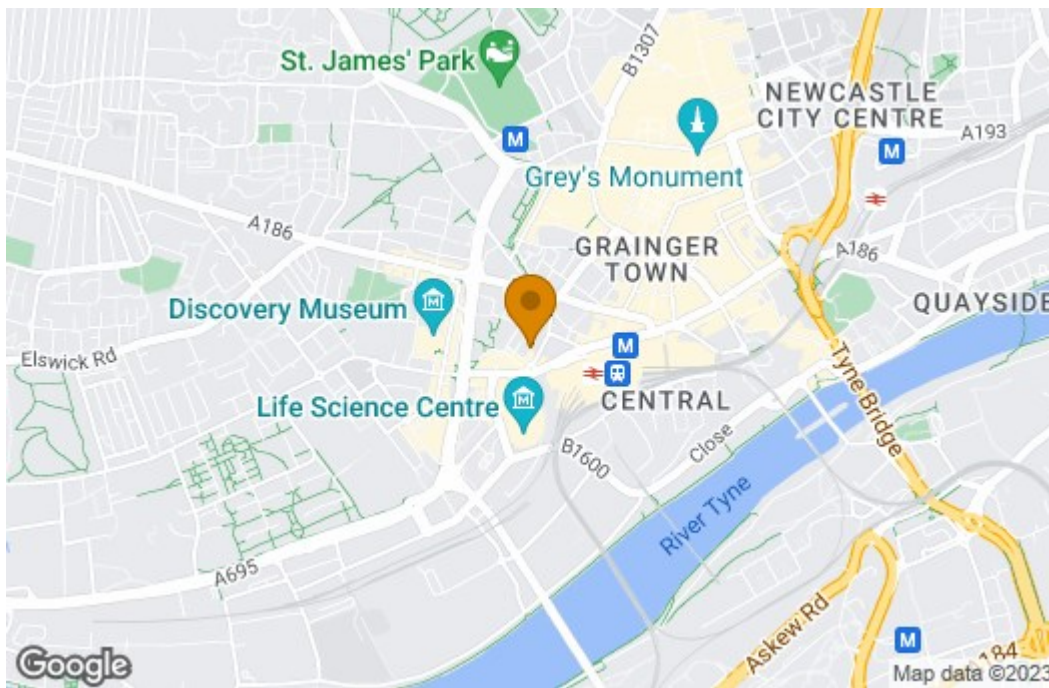 St. James' Park
B1307
NEWCASTLE
CITY CENTRE
A193
M
M
Grey's Monument
A186
GRAINGER
TOWN
A186
Discovery Museum
M
QUAYSIDE
Elswick Rd
M
Tyne Bridge
Life Science Centre
M
CENTRAL
Close
B1600
River Tyne
A695
Askew Rd
M
A184
Google
Map data ©2023